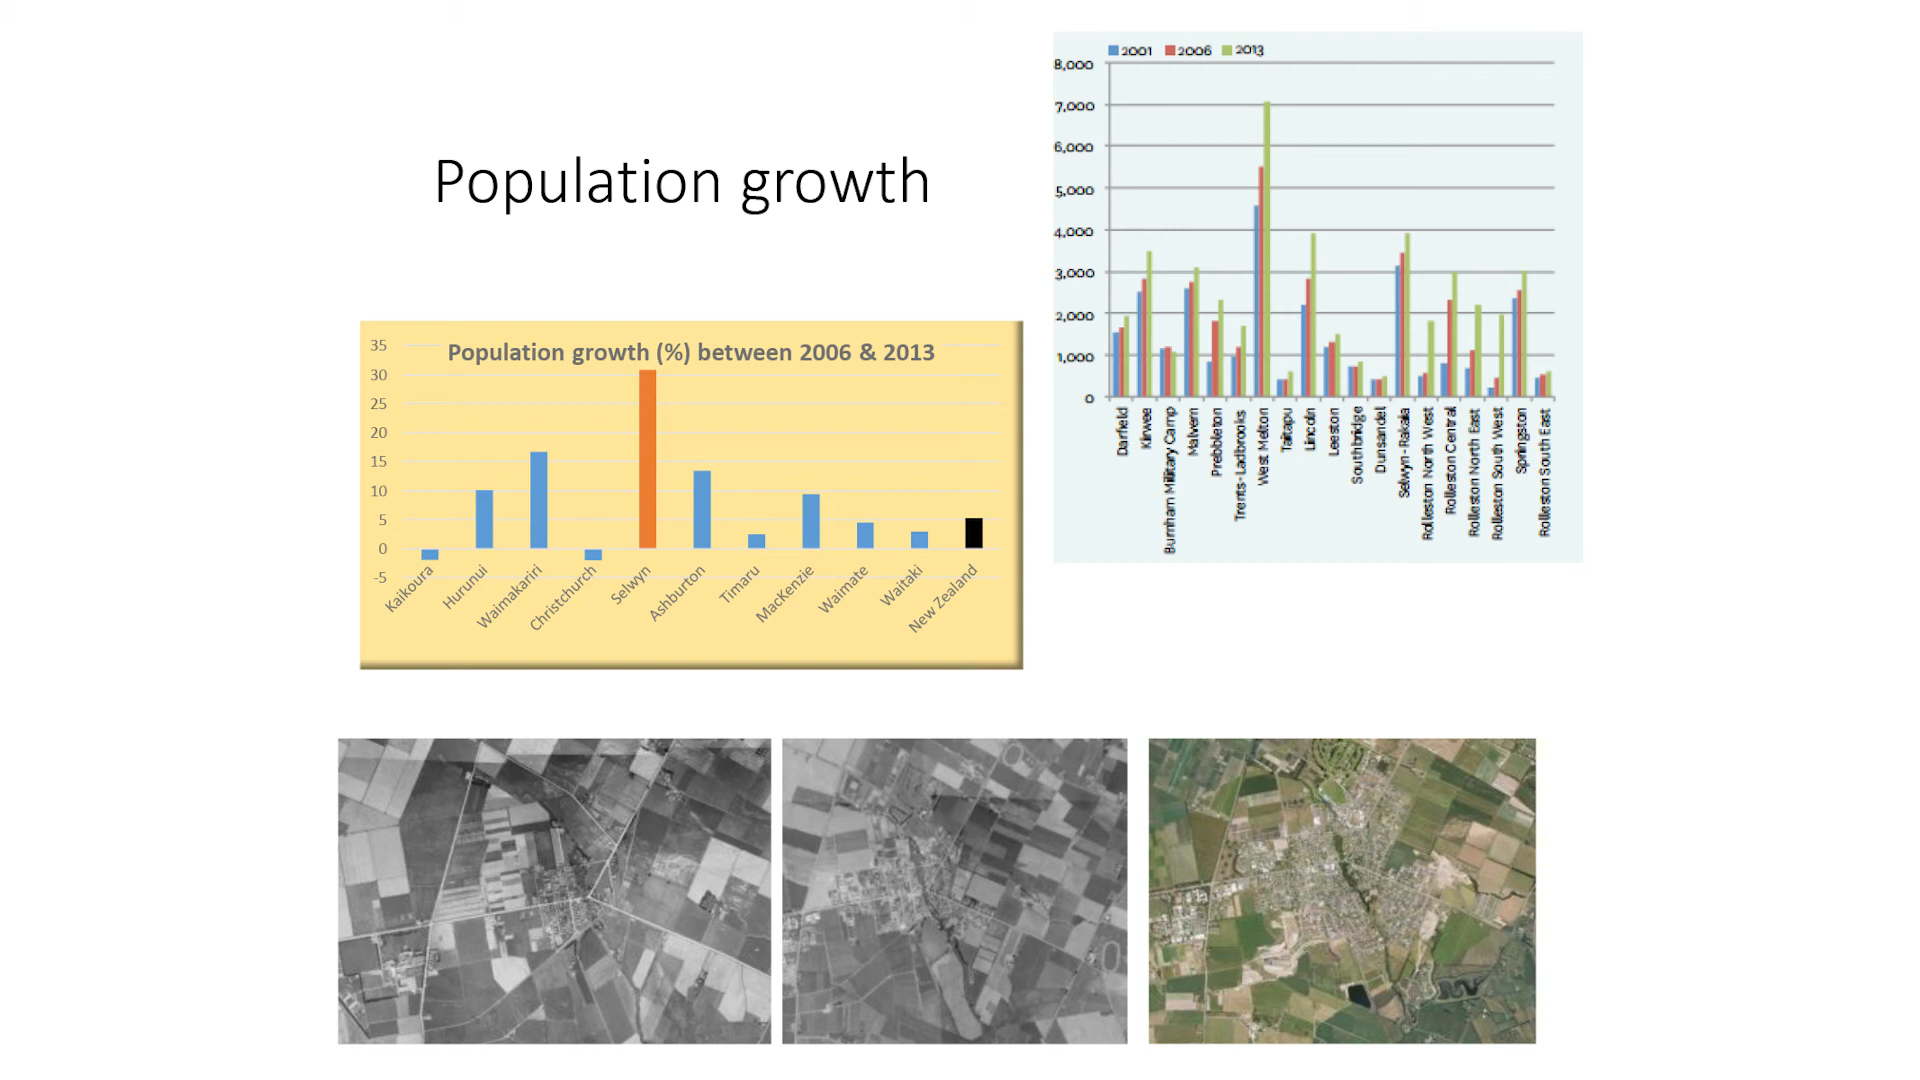 Population growth
2001 2006 2013
8,000
7,000
6,000
5,000
4,000
3,000
2,000
1,000
0
Darfield
Kirwee
Burnham Military Camp
Malvern
Prebbleton
Trents-Ladbrooks
West Melton
Taitapu
Lincoln
Leeston
Southbridge
Dunsandel
Selwyn-Rakaia
Rolleston North West
Rolleston Central
Rolleston North East
Rolleston South West
Springston
Rolleston South East
Population growth (%) between 2006 & 2013
35
30
25
20
15
10
5
0
-5
Kaikoura
Hurunui
Waimakariri
Christchurch
Selwyn
Ashburton
Timaru
MacKenzie
Waimate
Waitaki
New Zealand